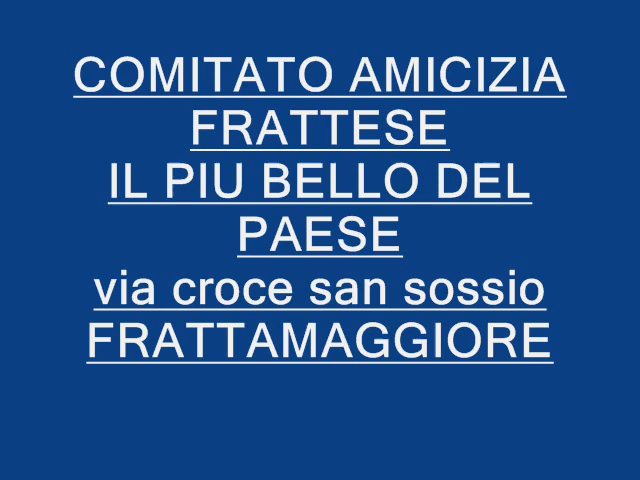 COMITATO AMICIZIA
FRATTESE
IL PIU BELLO DEL
PAESE
via croce san sossio
FRATTAMAGGIORE